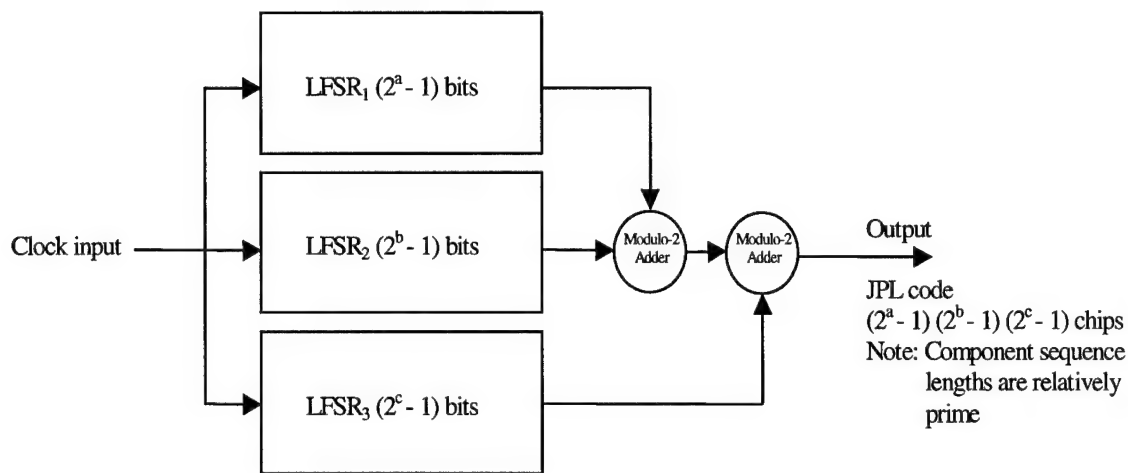 LFSR₁ (2ᵃ - 1) bits
Clock input
LFSR₂ (2ᵇ - 1) bits
LFSR₃ (2ᶜ - 1) bits
Modulo-2
Adder
Modulo-2
Adder
Output
JPL code
(2ᵃ - 1) (2ᵇ - 1) (2ᶜ - 1) chips
Note: Component sequence
lengths are relatively
prime